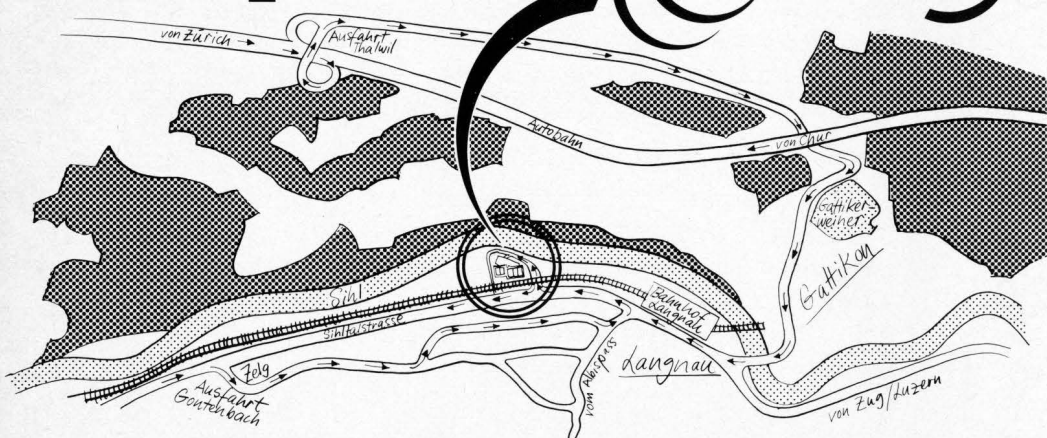 von Zürich
Ausfahrt
Thalwil
Autobahn
von Chur
Gattiker-
weiher
Gattikon
Sihl
Bahnhof
Langnau
Sihltalstrasse
Zelg
Ausfahrt
Gontenbach
vom Albispass
Langnau
von Zug/Luzern